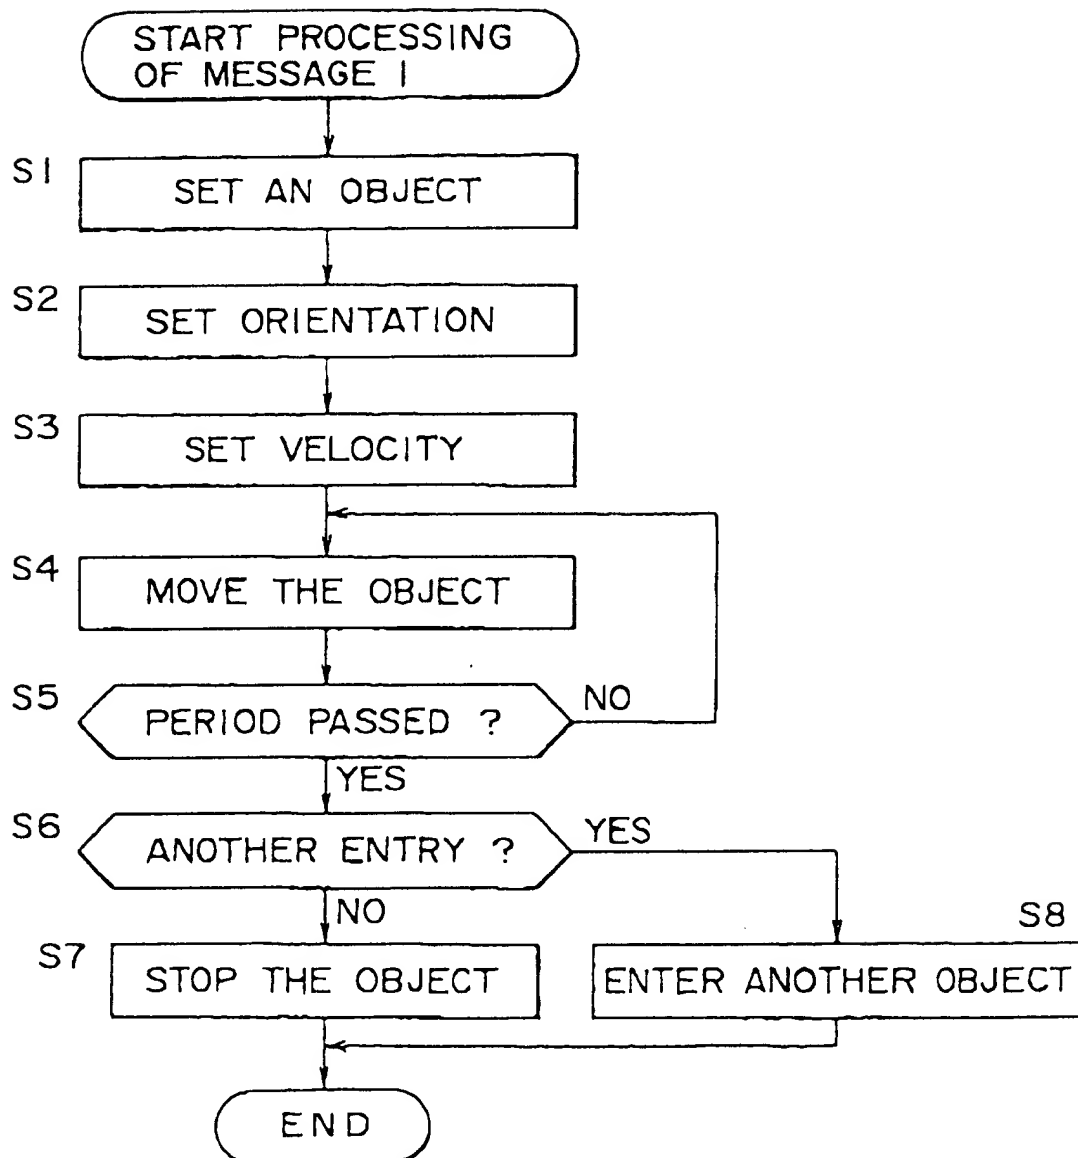 START PROCESSING
OF MESSAGE 1
S1
SET AN OBJECT
S2
SET ORIENTATION
S3
SET VELOCITY
S4
MOVE THE OBJECT
S5
PERIOD PASSED ?
NO
YES
S6
ANOTHER ENTRY ?
YES
NO
S7
STOP THE OBJECT
S8
ENTER ANOTHER OBJECT
END